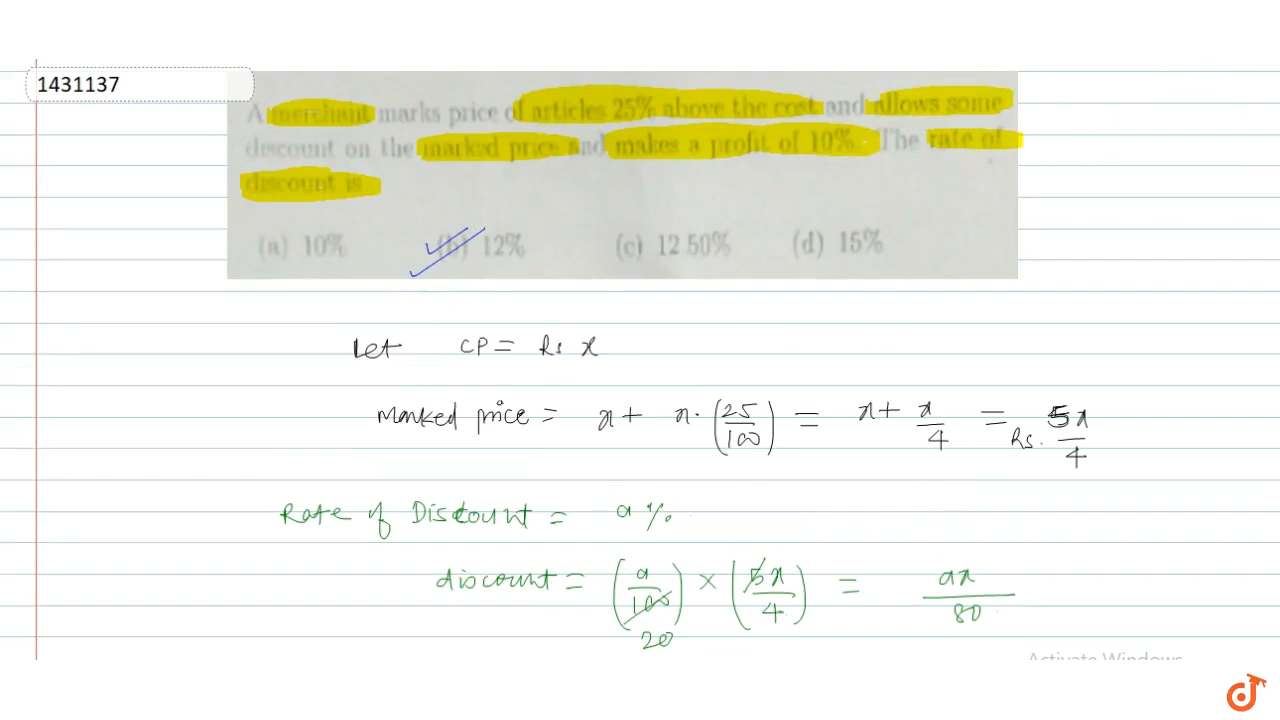 1431137
A merchant marks price of articles 25% above the cost and allows some
discount on the marked price and makes a profit of 10%. The rate of
discount is
(a) 10% (b) 12% (c) 12.50% (d) 15%
Let CP = Rs x
Marked price = x + x · (25/100) = x + x/4 = Rs. 5x/4
Rate of Discount = a %
discount = (a/100) × (5x/4) = ax/80
20
Activate Windows